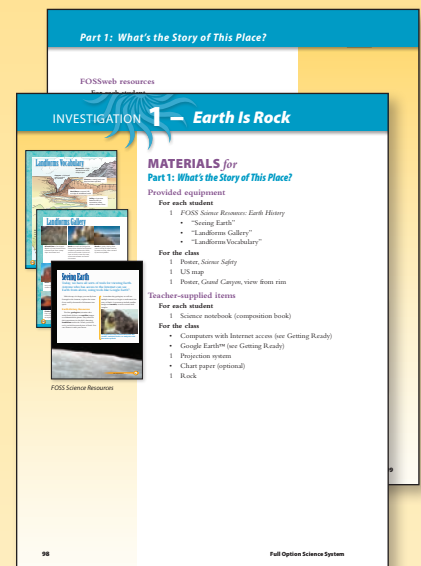 Part 1: What's the Story of This Place?
FOSSweb resources
For each student
INVESTIGATION 1 – Earth Is Rock
MATERIALS for
Part 1: What's the Story of This Place?
Provided equipment
For each student
1 FOSS Science Resources: Earth History
• "Seeing Earth"
• "Landforms Gallery"
• "Landforms Vocabulary"
For the class
1 Poster, Science Safety
1 US map
1 Poster, Grand Canyon, view from rim
Teacher-supplied items
For each student
1 Science notebook (composition book)
For the class
• Computers with Internet access (see Getting Ready)
• Google Earth™ (see Getting Ready)
1 Projection system
• Chart paper (optional)
1 Rock
Landforms Vocabulary
Landforms Gallery
Seeing Earth
FOSS Science Resources
98
Full Option Science System
9